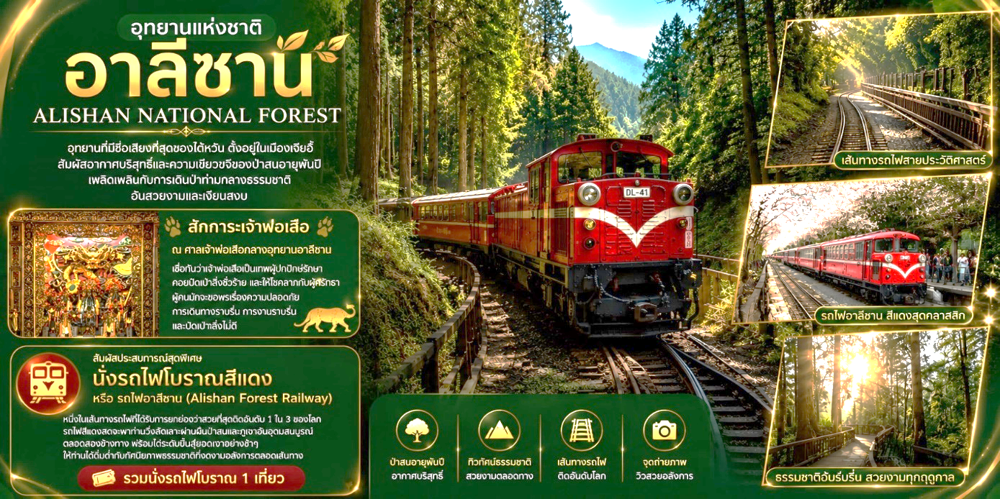 อุทยานแห่งชาติ
อาลีซาน
ALISHAN NATIONAL FOREST
อุทยานที่มีชื่อเสียงที่สุดของไต้หวัน ตั้งอยู่ในเมืองเจียอี้
สัมผัสอากาศบริสุทธิ์และความเขียวขจีของป่าสนอายุพันปี
เพลิดเพลินกับการเดินป่าท่ามกลางธรรมชาติ
อันสวยงามและเงียบสงบ
สักการะเจ้าพ่อเสือ
ณ ศาลเจ้าพ่อเสือกลางอุทยานอาลีซาน
เชื่อกันว่าเจ้าพ่อเสือเป็นเทพผู้ปกปักษ์รักษา
คอยปัดเป่าสิ่งชั่วร้าย และให้โชคลาภกับผู้ศรัทธา
ผู้คนมักจะขอพรเรื่องความปลอดภัย
การเดินทางราบรื่น การงานราบรื่น
และปัดเป่าสิ่งไม่ดี
สัมผัสประสบการณ์สุดพิเศษ
นั่งรถไฟโบราณสีแดง
หรือ รถไฟอาลีซาน (Alishan Forest Railway)
หนึ่งในเส้นทางรถไฟที่ได้รับการยกย่องว่าสวยที่สุดติดอันดับ 1 ใน 3 ของโลก
รถไฟสีแดงสดจะพาท่านวิ่งลัดเลาะผ่านผืนป่าสนและภูเขาอันอุดมสมบูรณ์
ตลอดสองข้างทาง พร้อมไต่ระดับขึ้นสู่ยอดเขาอย่างช้าๆ
ให้ท่านได้ดื่มด่ำกับทัศนียภาพธรรมชาติที่งดงามอลังการตลอดเส้นทาง
รวมนั่งรถไฟโบราณ 1 เที่ยว
DL-41
ป่าสนอายุพันปี
อากาศบริสุทธิ์
ทิวทัศน์ธรรมชาติ
สวยงามตลอดทาง
เส้นทางรถไฟ
ติดอันดับโลก
จุดถ่ายภาพ
วิวสวยอลังการ
เส้นทางรถไฟสายประวัติศาสตร์
รถไฟอาลีซาน สีแดงสุดคลาสสิก
ธรรมชาติอันร่มรื่น สวยงามทุกฤดูกาล